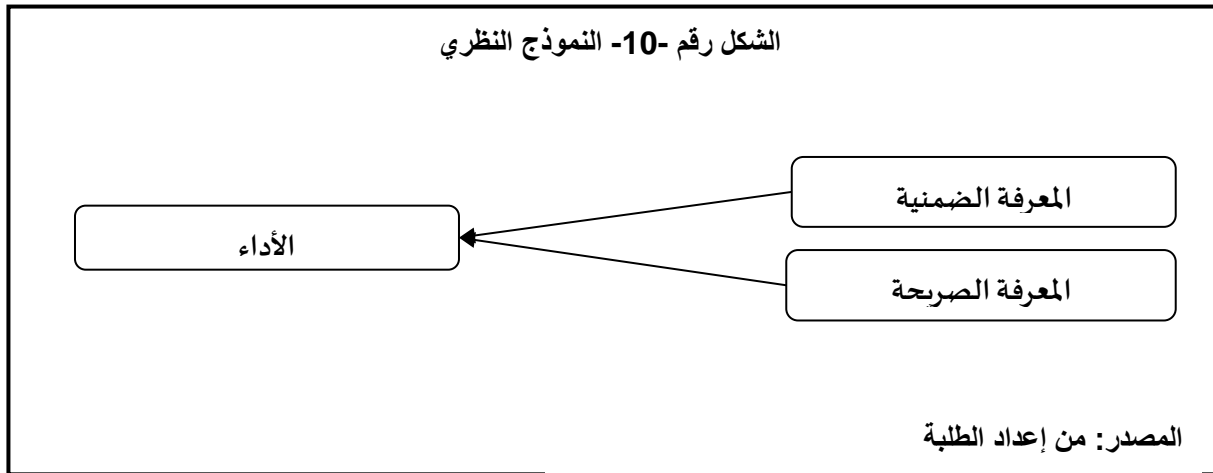 الشكل رقم -10- النموذج النظري
المعرفة الضمنية
الأداء
المعرفة الصريحة
المصدر: من إعداد الطلبة